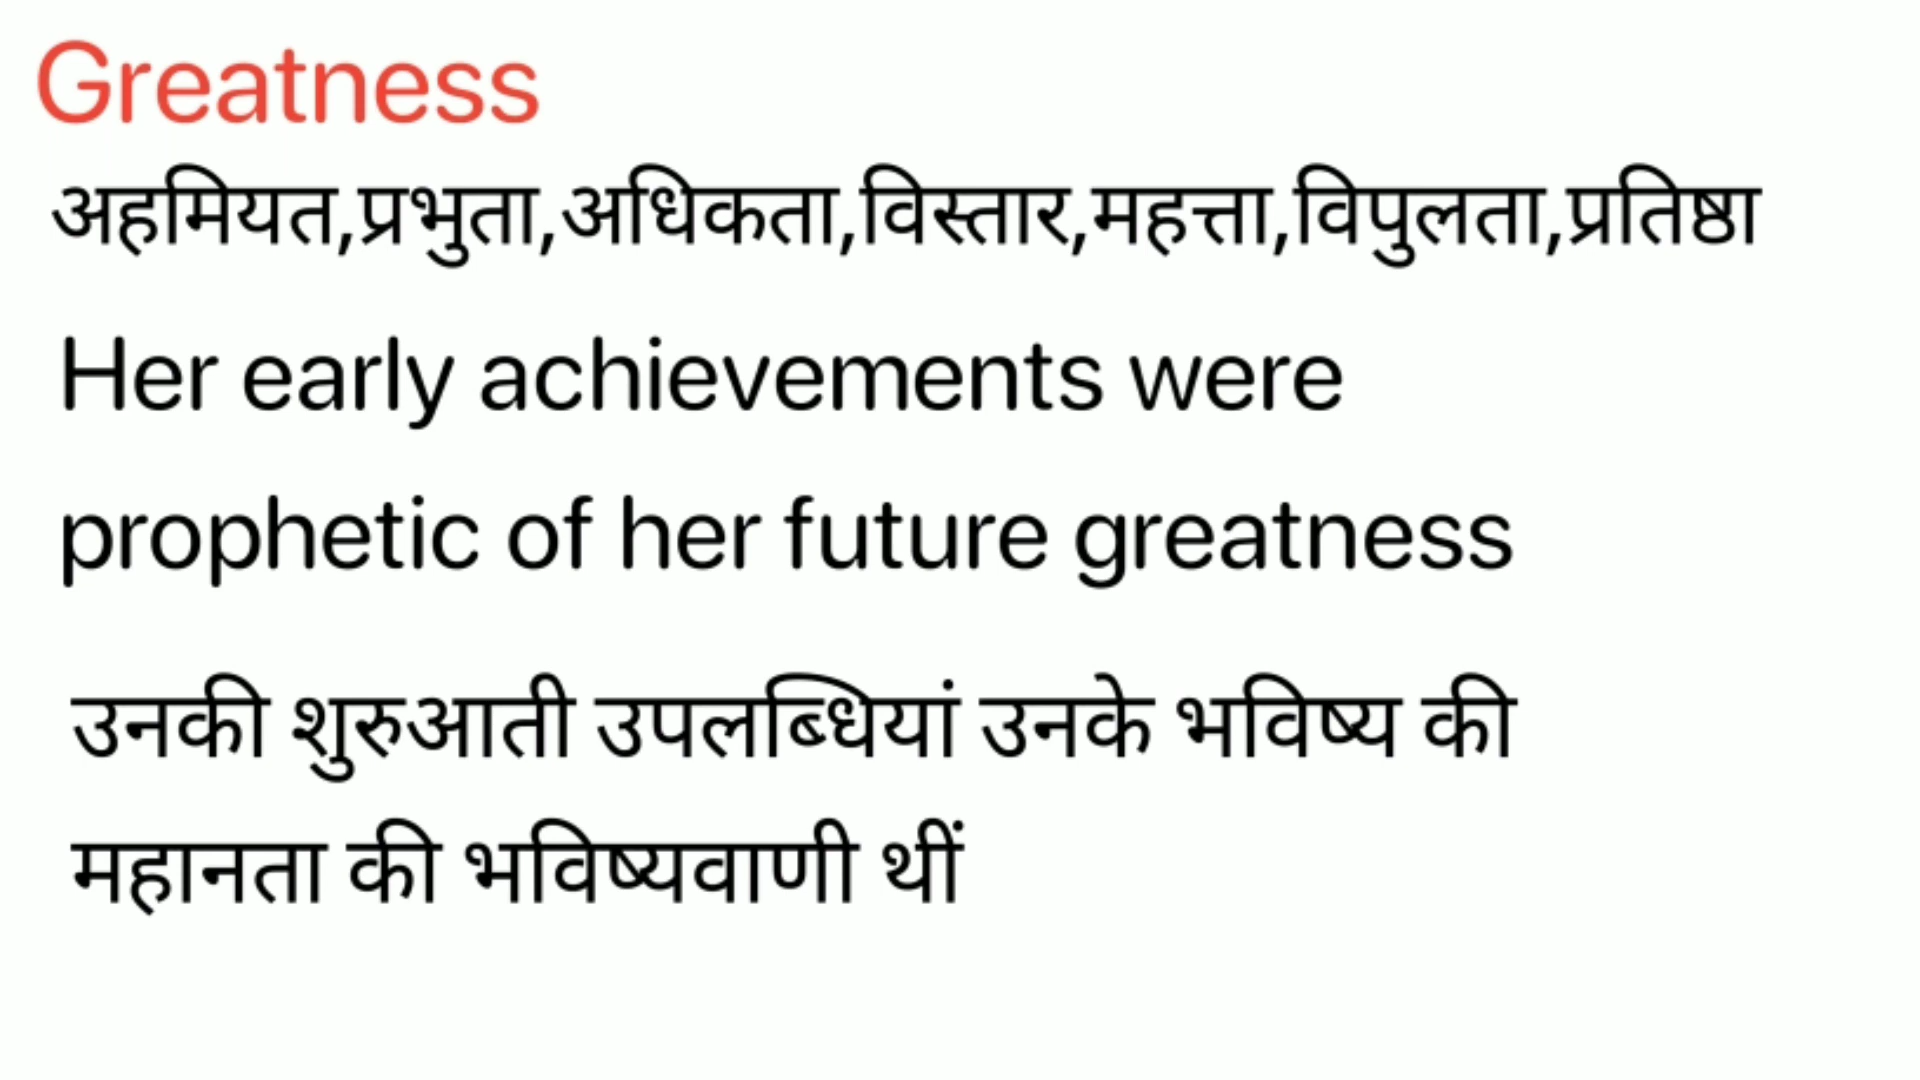 Greatness
अहमियत,प्रभुता,अधिकता,विस्तार,महत्ता,विपुलता,प्रतिष्ठा
Her early achievements were
prophetic of her future greatness
उनकी शुरुआती उपलब्धियां उनके भविष्य की
महानता की भविष्यवाणी थीं